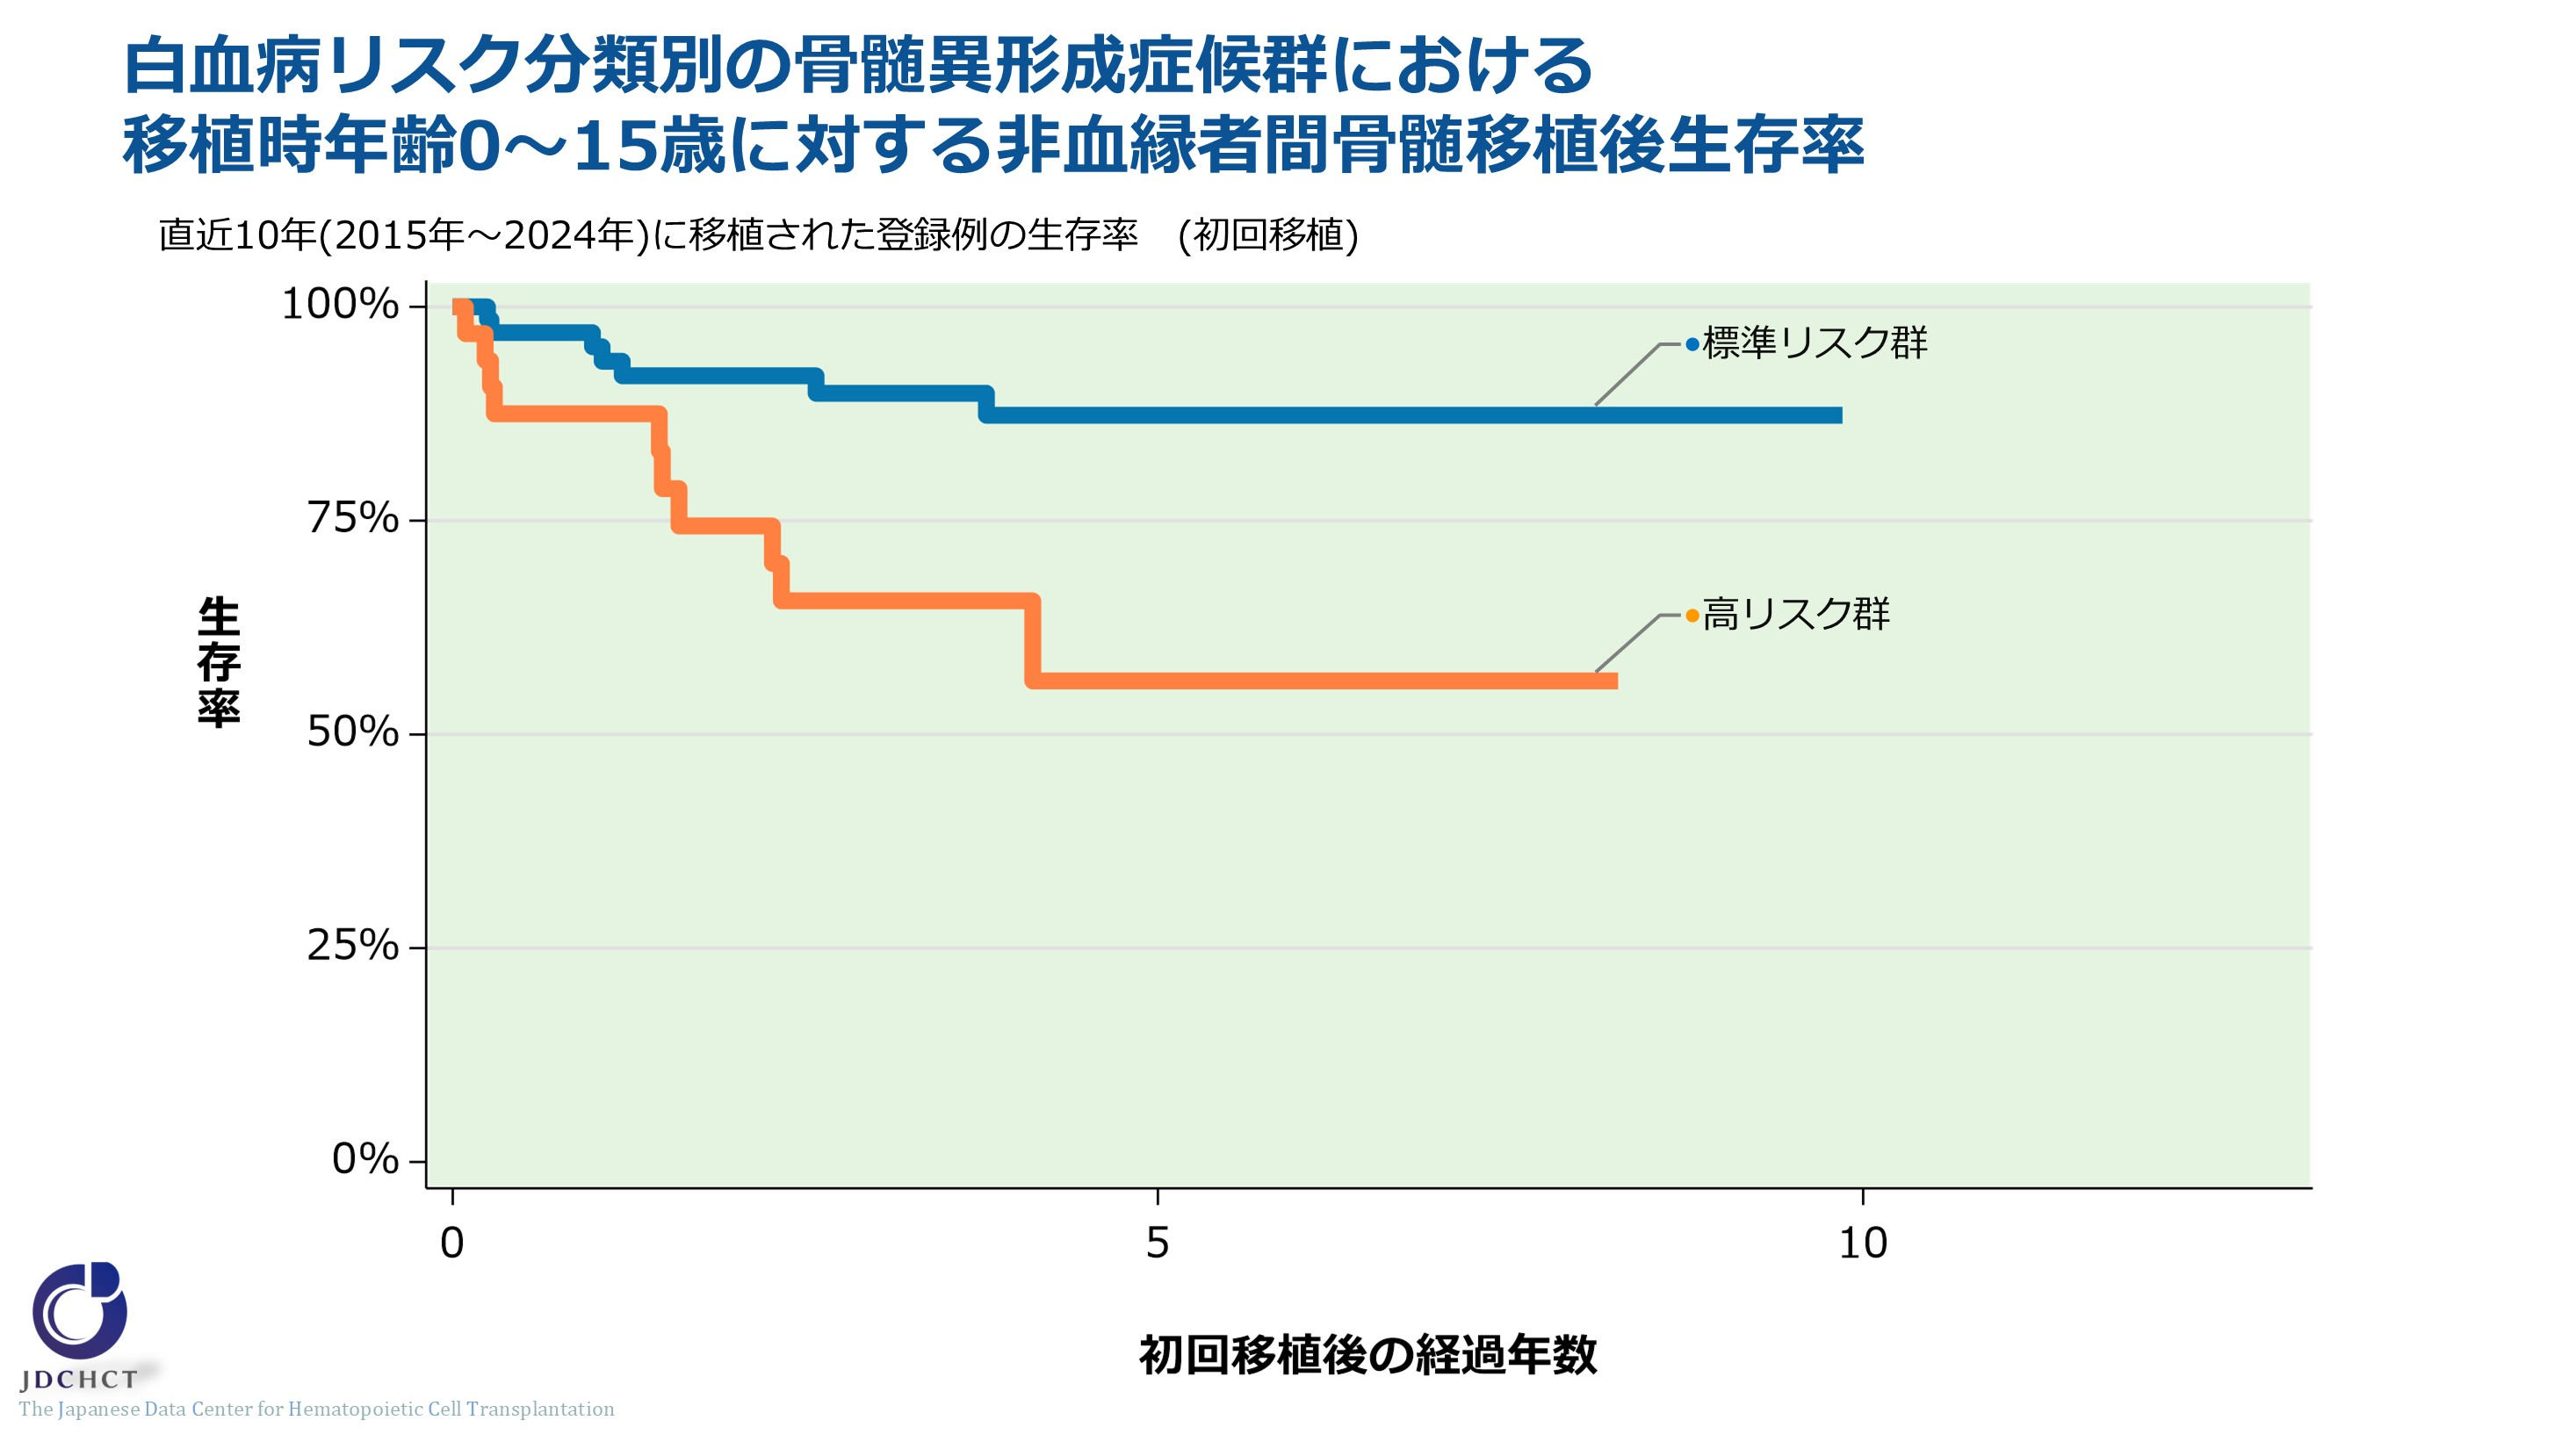 白血病リスク分類別の骨髄異形成症候群における
移植時年齢0～15歳に対する非血縁者間骨髄移植後生存率
直近10年(2015年～2024年)に移植された登録例の生存率　(初回移植)
100%
75%
50%
25%
0%
生存率
標準リスク群
高リスク群
0
5
10
初回移植後の経過年数
JDCHCT
The Japanese Data Center for Hematopoietic Cell Transplantation